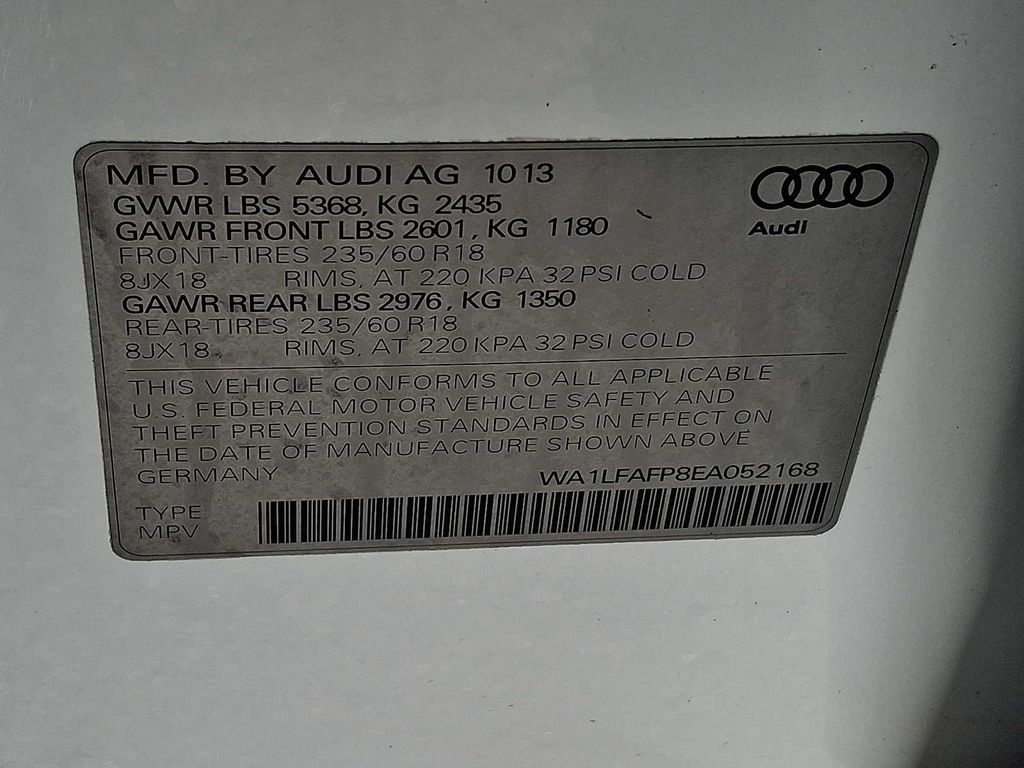 MFD. BY AUDI AG 10 13
GVWR LBS 5368, KG 2435
GAWR FRONT LBS 2601, KG 1180
FRONT-TIRES 235/60 R18
8JX18 RIMS, AT 220 KPA 32 PSI COLD
GAWR REAR LBS 2976, KG 1350
REAR-TIRES 235/60 R18
8JX18 RIMS, AT 220 KPA 32 PSI COLD
Audi
THIS VEHICLE CONFORMS TO ALL APPLICABLE
U.S. FEDERAL MOTOR VEHICLE SAFETY AND
THEFT PREVENTION STANDARDS IN EFFECT ON
THE DATE OF MANUFACTURE SHOWN ABOVE
GERMANY WA1LFAFP8EA052168
TYPE
MPV